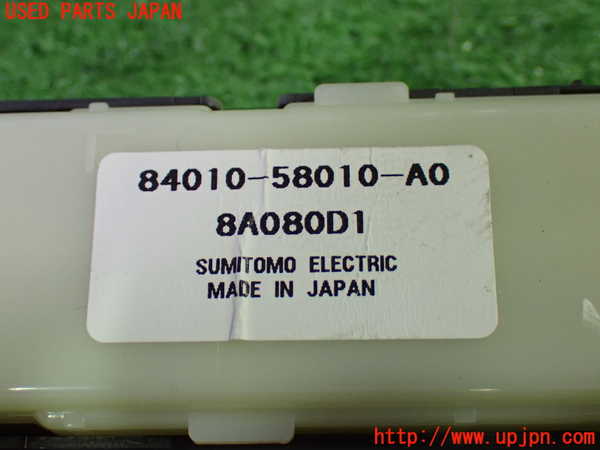 USED PARTS JAPAN
84010-58010-A0
8A080D1
SUMITOMO ELECTRIC
MADE IN JAPAN
http://www.upjpn.com/